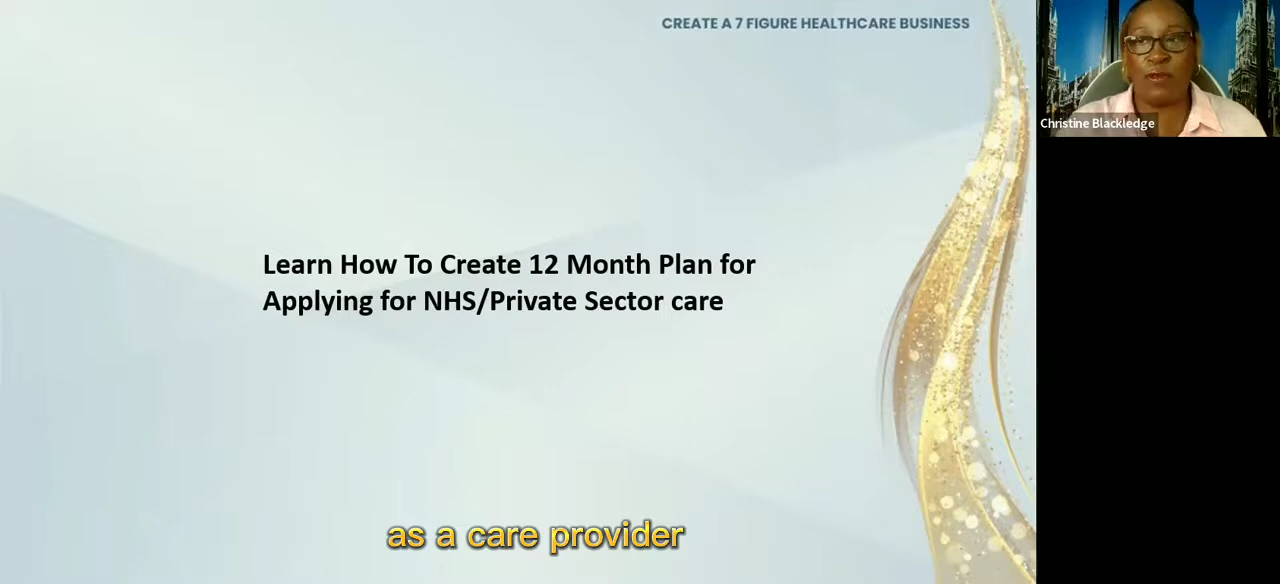 CREATE A 7 FIGURE HEALTHCARE BUSINESS
Christine Blackledge
Learn How To Create 12 Month Plan for
Applying for NHS/Private Sector care
as a care provider